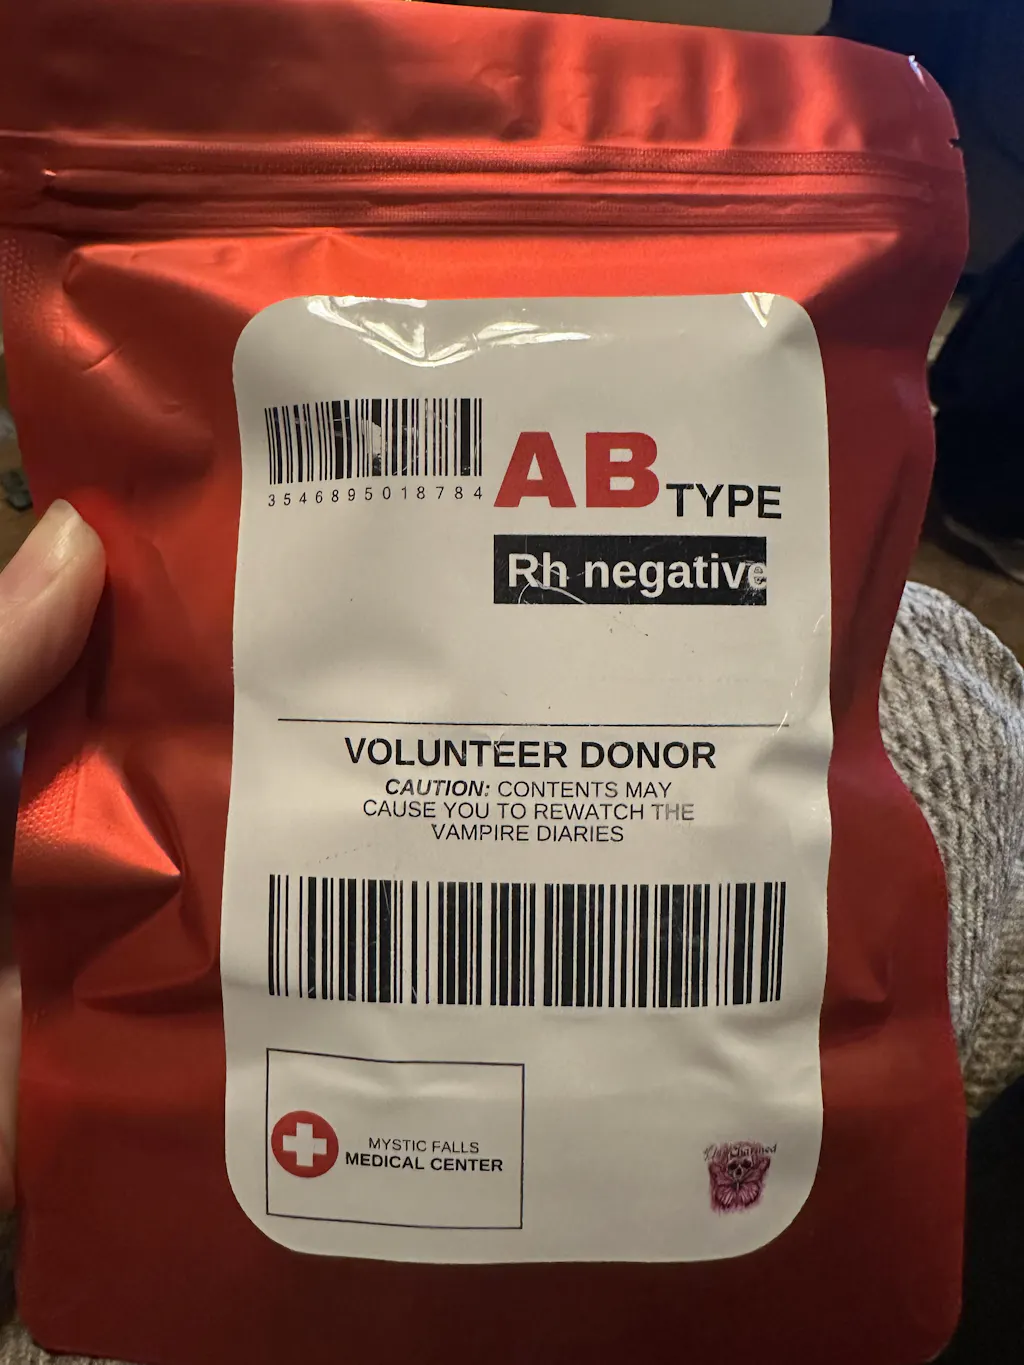 3546895018784
AB TYPE
Rh negative
VOLUNTEER DONOR
CAUTION: CONTENTS MAY
CAUSE YOU TO REWATCH THE
VAMPIRE DIARIES
MYSTIC FALLS
MEDICAL CENTER